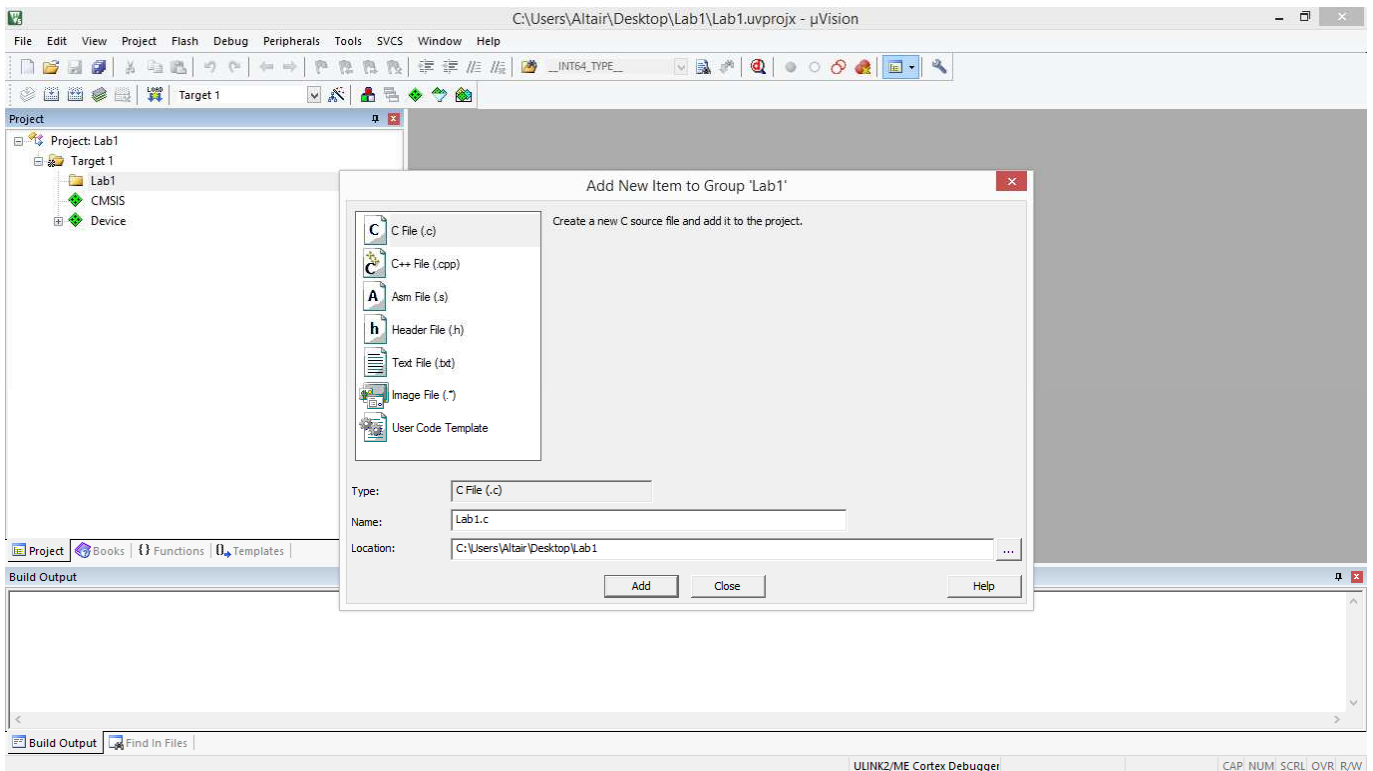 C:\Users\Altair\Desktop\Lab1\Lab1.uvprojx - µVision
File Edit View Project Flash Debug Peripherals Tools SVCS Window Help
__INT64_TYPE__
LOAD Target 1
Project
Project: Lab1
Target 1
Lab1
CMSIS
Device
Add New Item to Group 'Lab1'
C File (.c)
Create a new C source file and add it to the project.
C++ File (.cpp)
Asm File (.s)
Header File (.h)
Text File (.txt)
Image File (.*)
User Code Template
Type: C File (.c)
Name: Lab1.c
Location: C:\Users\Altair\Desktop\Lab1 ...
Add Close Help
Project Books {} Functions 0 Templates
Build Output
Build Output Find In Files
ULINK2/ME Cortex Debugger CAP NUM SCRL OVR R/W